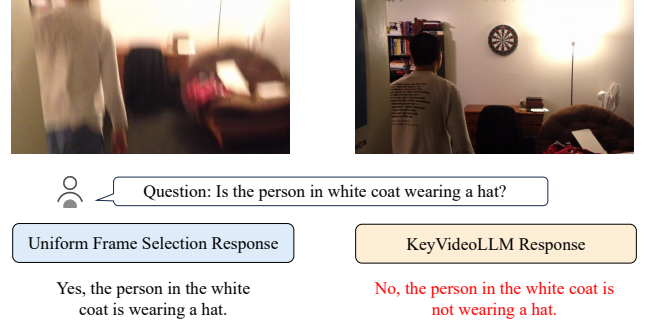 Question: Is the person in white coat wearing a hat?
Uniform Frame Selection Response
KeyVideoLLM Response
Yes, the person in the white
coat is wearing a hat.
No, the person in the white coat is
not wearing a hat.